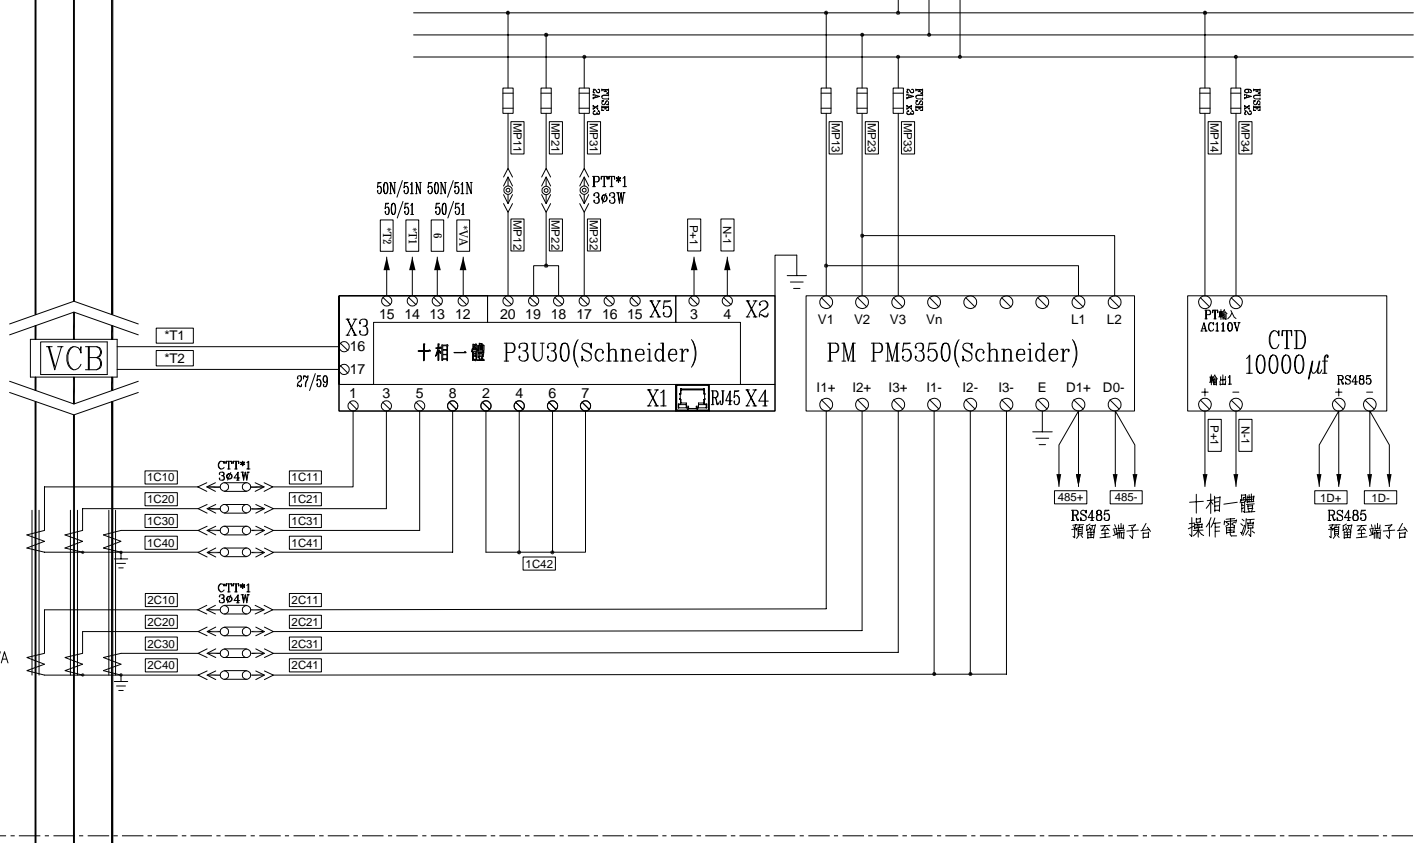 FUSE
2A x3
FUSE
2A x3
FUSE
6A x2
MP11
MP21
MP31
MP13
MP23
MP33
MP14
MP34
PTT*1
3ø3W
50N/51N 50N/51N
50/51 50/51
*T2
*T1
6
*VA
MP12
MP22
MP32
P+1
N-1
15 14 13 12 20 19 18 17 16 15 X5 3 4 X2
X3
16
17
十相一體 P3U30(Schneider)
1 3 5 8 2 4 6 7 X1 RJ45 X4
*T1
*T2
VCB
27/59
V1 V2 V3 Vn L1 L2
PM PM5350(Schneider)
I1+ I2+ I3+ I1- I2- I3- E D1+ D0-
PT輸入
AC110V
CTD
10000μf
輸出1
RS485
+ - + -
P+1
N-1
十相一體
操作電源
485+ 485-
RS485
預留至端子台
1D+ 1D-
RS485
預留至端子台
CTT*1
3ø4W
1C10 1C11
1C20 1C21
1C30 1C31
1C40 1C41
1C42
CTT*1
3ø4W
2C10 2C11
2C20 2C21
2C30 2C31
2C40 2C41